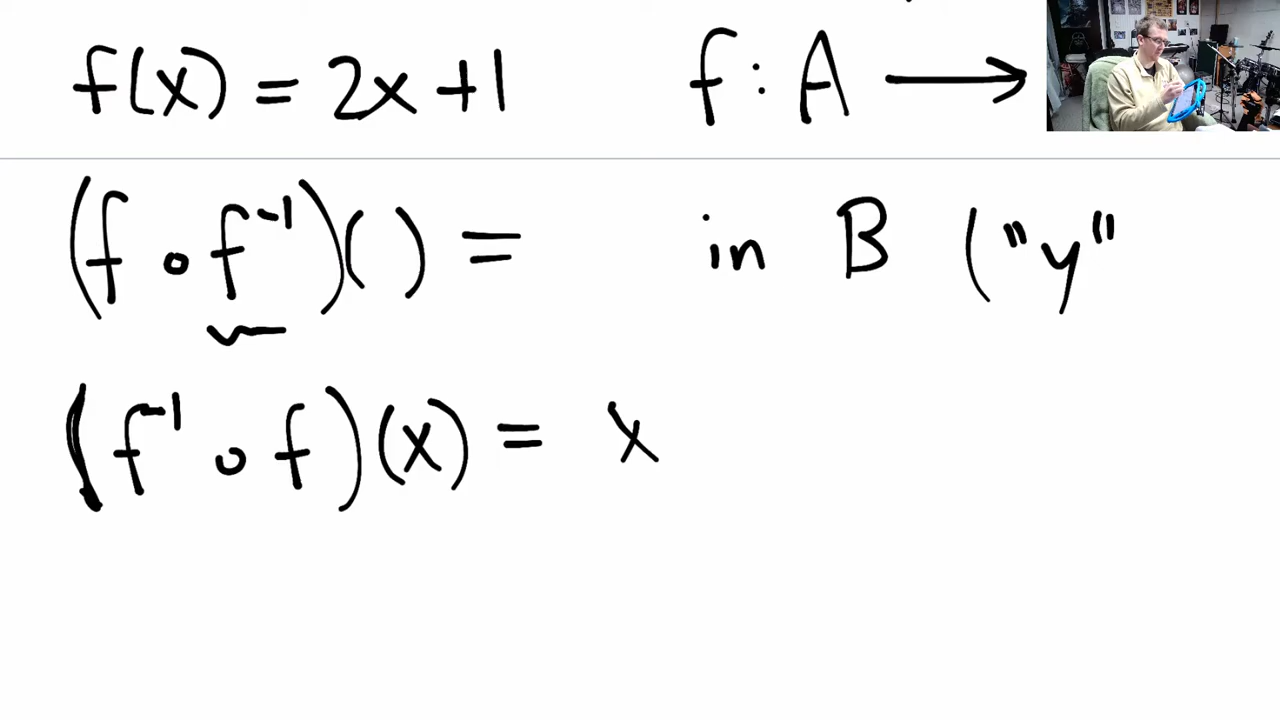 f(x) = 2x + 1 f : A ⟶
(f ∘ f⁻¹)( ) = in B ("y"
(f⁻¹ ∘ f)(x) = x